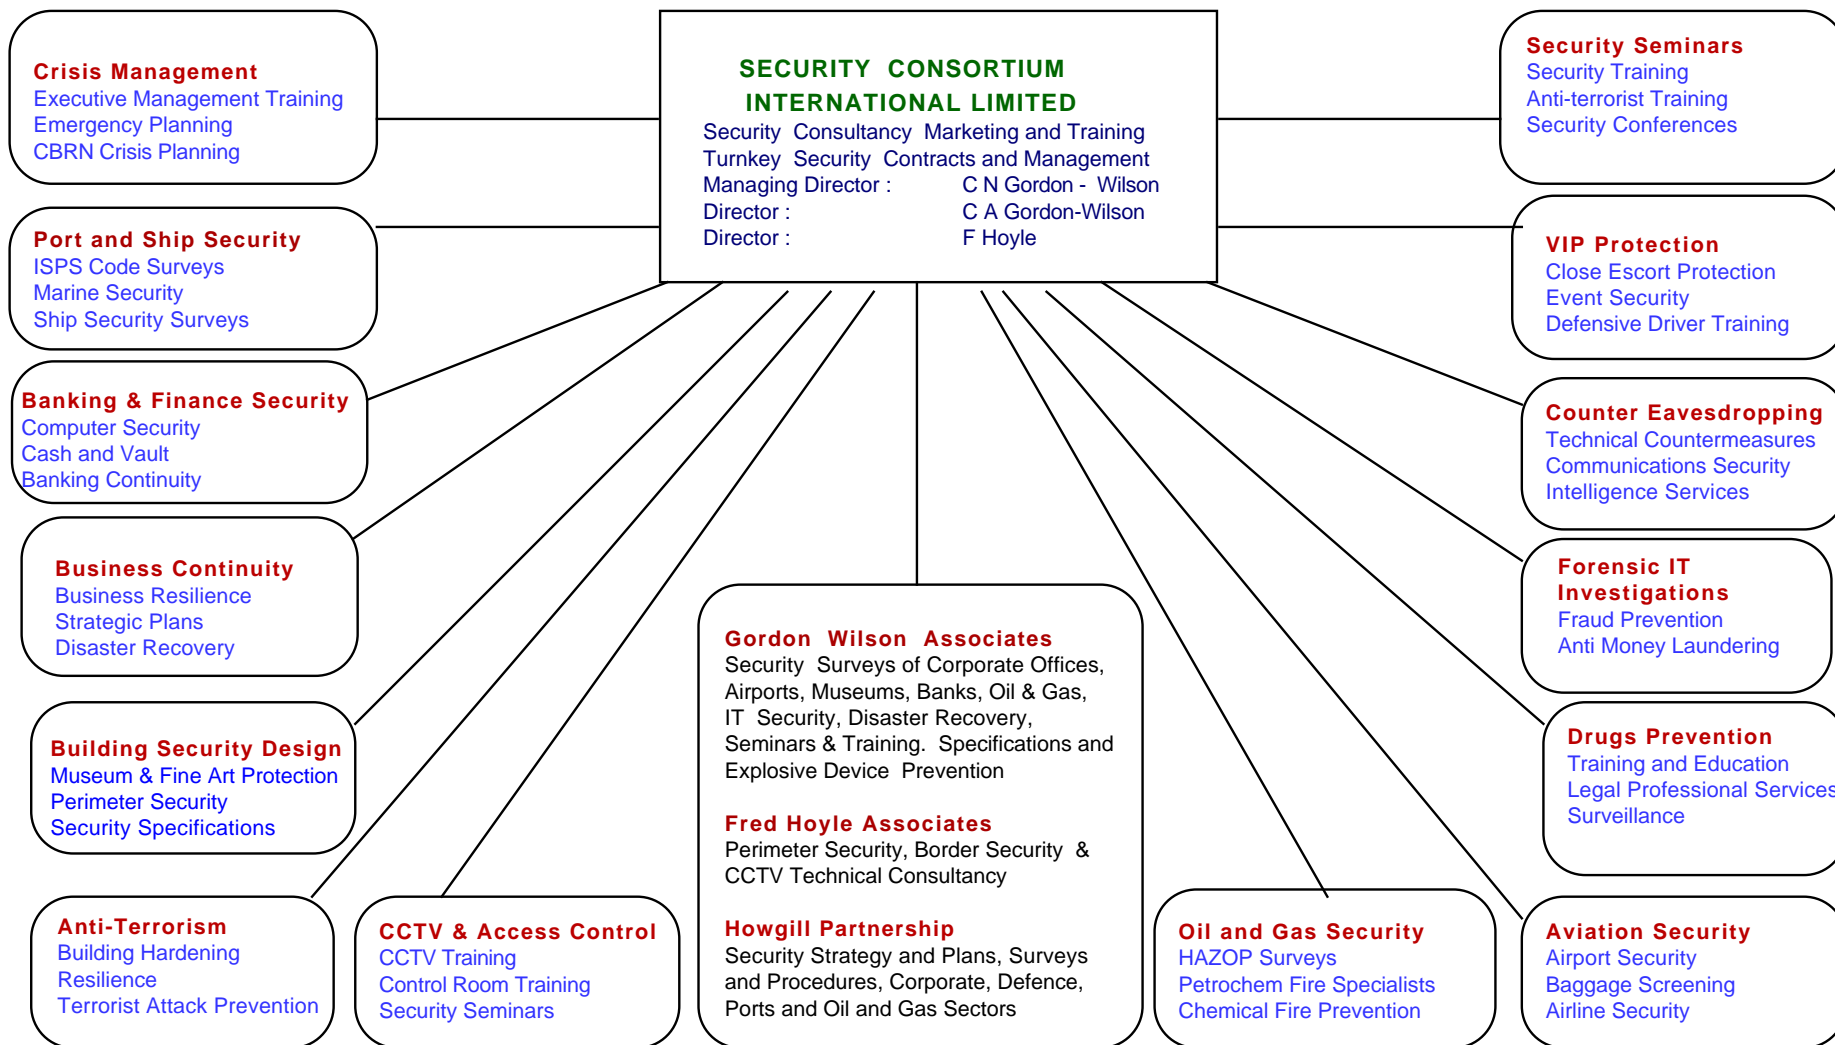 SECURITY CONSORTIUM
INTERNATIONAL LIMITED
Security Consultancy Marketing and Training
Turnkey Security Contracts and Management
Managing Director : C N Gordon - Wilson
Director : C A Gordon-Wilson
Director : F Hoyle
Crisis Management
Executive Management Training
Emergency Planning
CBRN Crisis Planning
Port and Ship Security
ISPS Code Surveys
Marine Security
Ship Security Surveys
Banking & Finance Security
Computer Security
Cash and Vault
Banking Continuity
Business Continuity
Business Resilience
Strategic Plans
Disaster Recovery
Building Security Design
Museum & Fine Art Protection
Perimeter Security
Security Specifications
Anti-Terrorism
Building Hardening
Resilience
Terrorist Attack Prevention
CCTV & Access Control
CCTV Training
Control Room Training
Security Seminars
Gordon Wilson Associates
Security Surveys of Corporate Offices,
Airports, Museums, Banks, Oil & Gas,
IT Security, Disaster Recovery,
Seminars & Training. Specifications and
Explosive Device Prevention
Fred Hoyle Associates
Perimeter Security, Border Security &
CCTV Technical Consultancy
Howgill Partnership
Security Strategy and Plans, Surveys
and Procedures, Corporate, Defence,
Ports and Oil and Gas Sectors
Oil and Gas Security
HAZOP Surveys
Petrochem Fire Specialists
Chemical Fire Prevention
Aviation Security
Airport Security
Baggage Screening
Airline Security
Drugs Prevention
Training and Education
Legal Professional Services
Surveillance
Forensic IT
Investigations
Fraud Prevention
Anti Money Laundering
Counter Eavesdropping
Technical Countermeasures
Communications Security
Intelligence Services
VIP Protection
Close Escort Protection
Event Security
Defensive Driver Training
Security Seminars
Security Training
Anti-terrorist Training
Security Conferences